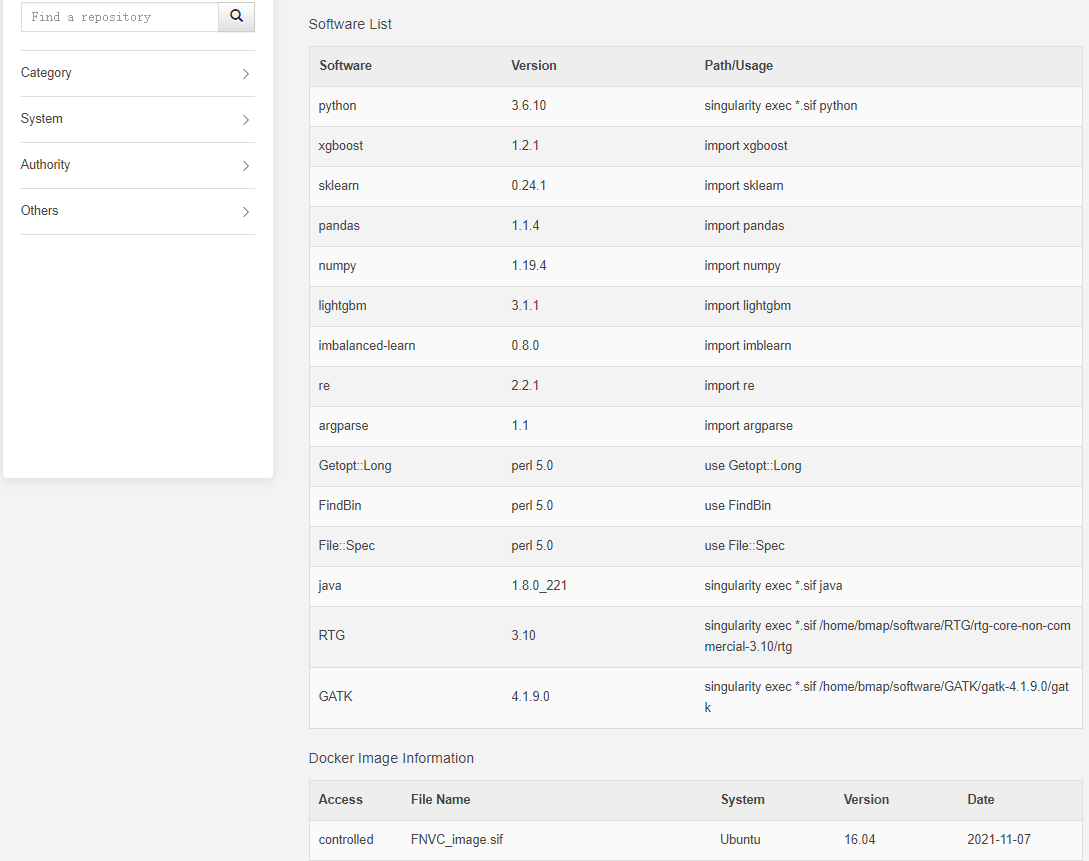 Find a repository
Category
System
Authority
Others
Software List
Software Version Path/Usage
python 3.6.10 singularity exec *.sif python
xgboost 1.2.1 import xgboost
sklearn 0.24.1 import sklearn
pandas 1.1.4 import pandas
numpy 1.19.4 import numpy
lightgbm 3.1.1 import lightgbm
imbalanced-learn 0.8.0 import imblearn
re 2.2.1 import re
argparse 1.1 import argparse
Getopt::Long perl 5.0 use Getopt::Long
FindBin perl 5.0 use FindBin
File::Spec perl 5.0 use File::Spec
java 1.8.0_221 singularity exec *.sif java
RTG 3.10 singularity exec *.sif /home/bmap/software/RTG/rtg-core-non-com
mercial-3.10/rtg
GATK 4.1.9.0 singularity exec *.sif /home/bmap/software/GATK/gatk-4.1.9.0/gat
k
Docker Image Information
Access File Name System Version Date
controlled FNVC_image.sif Ubuntu 16.04 2021-11-07